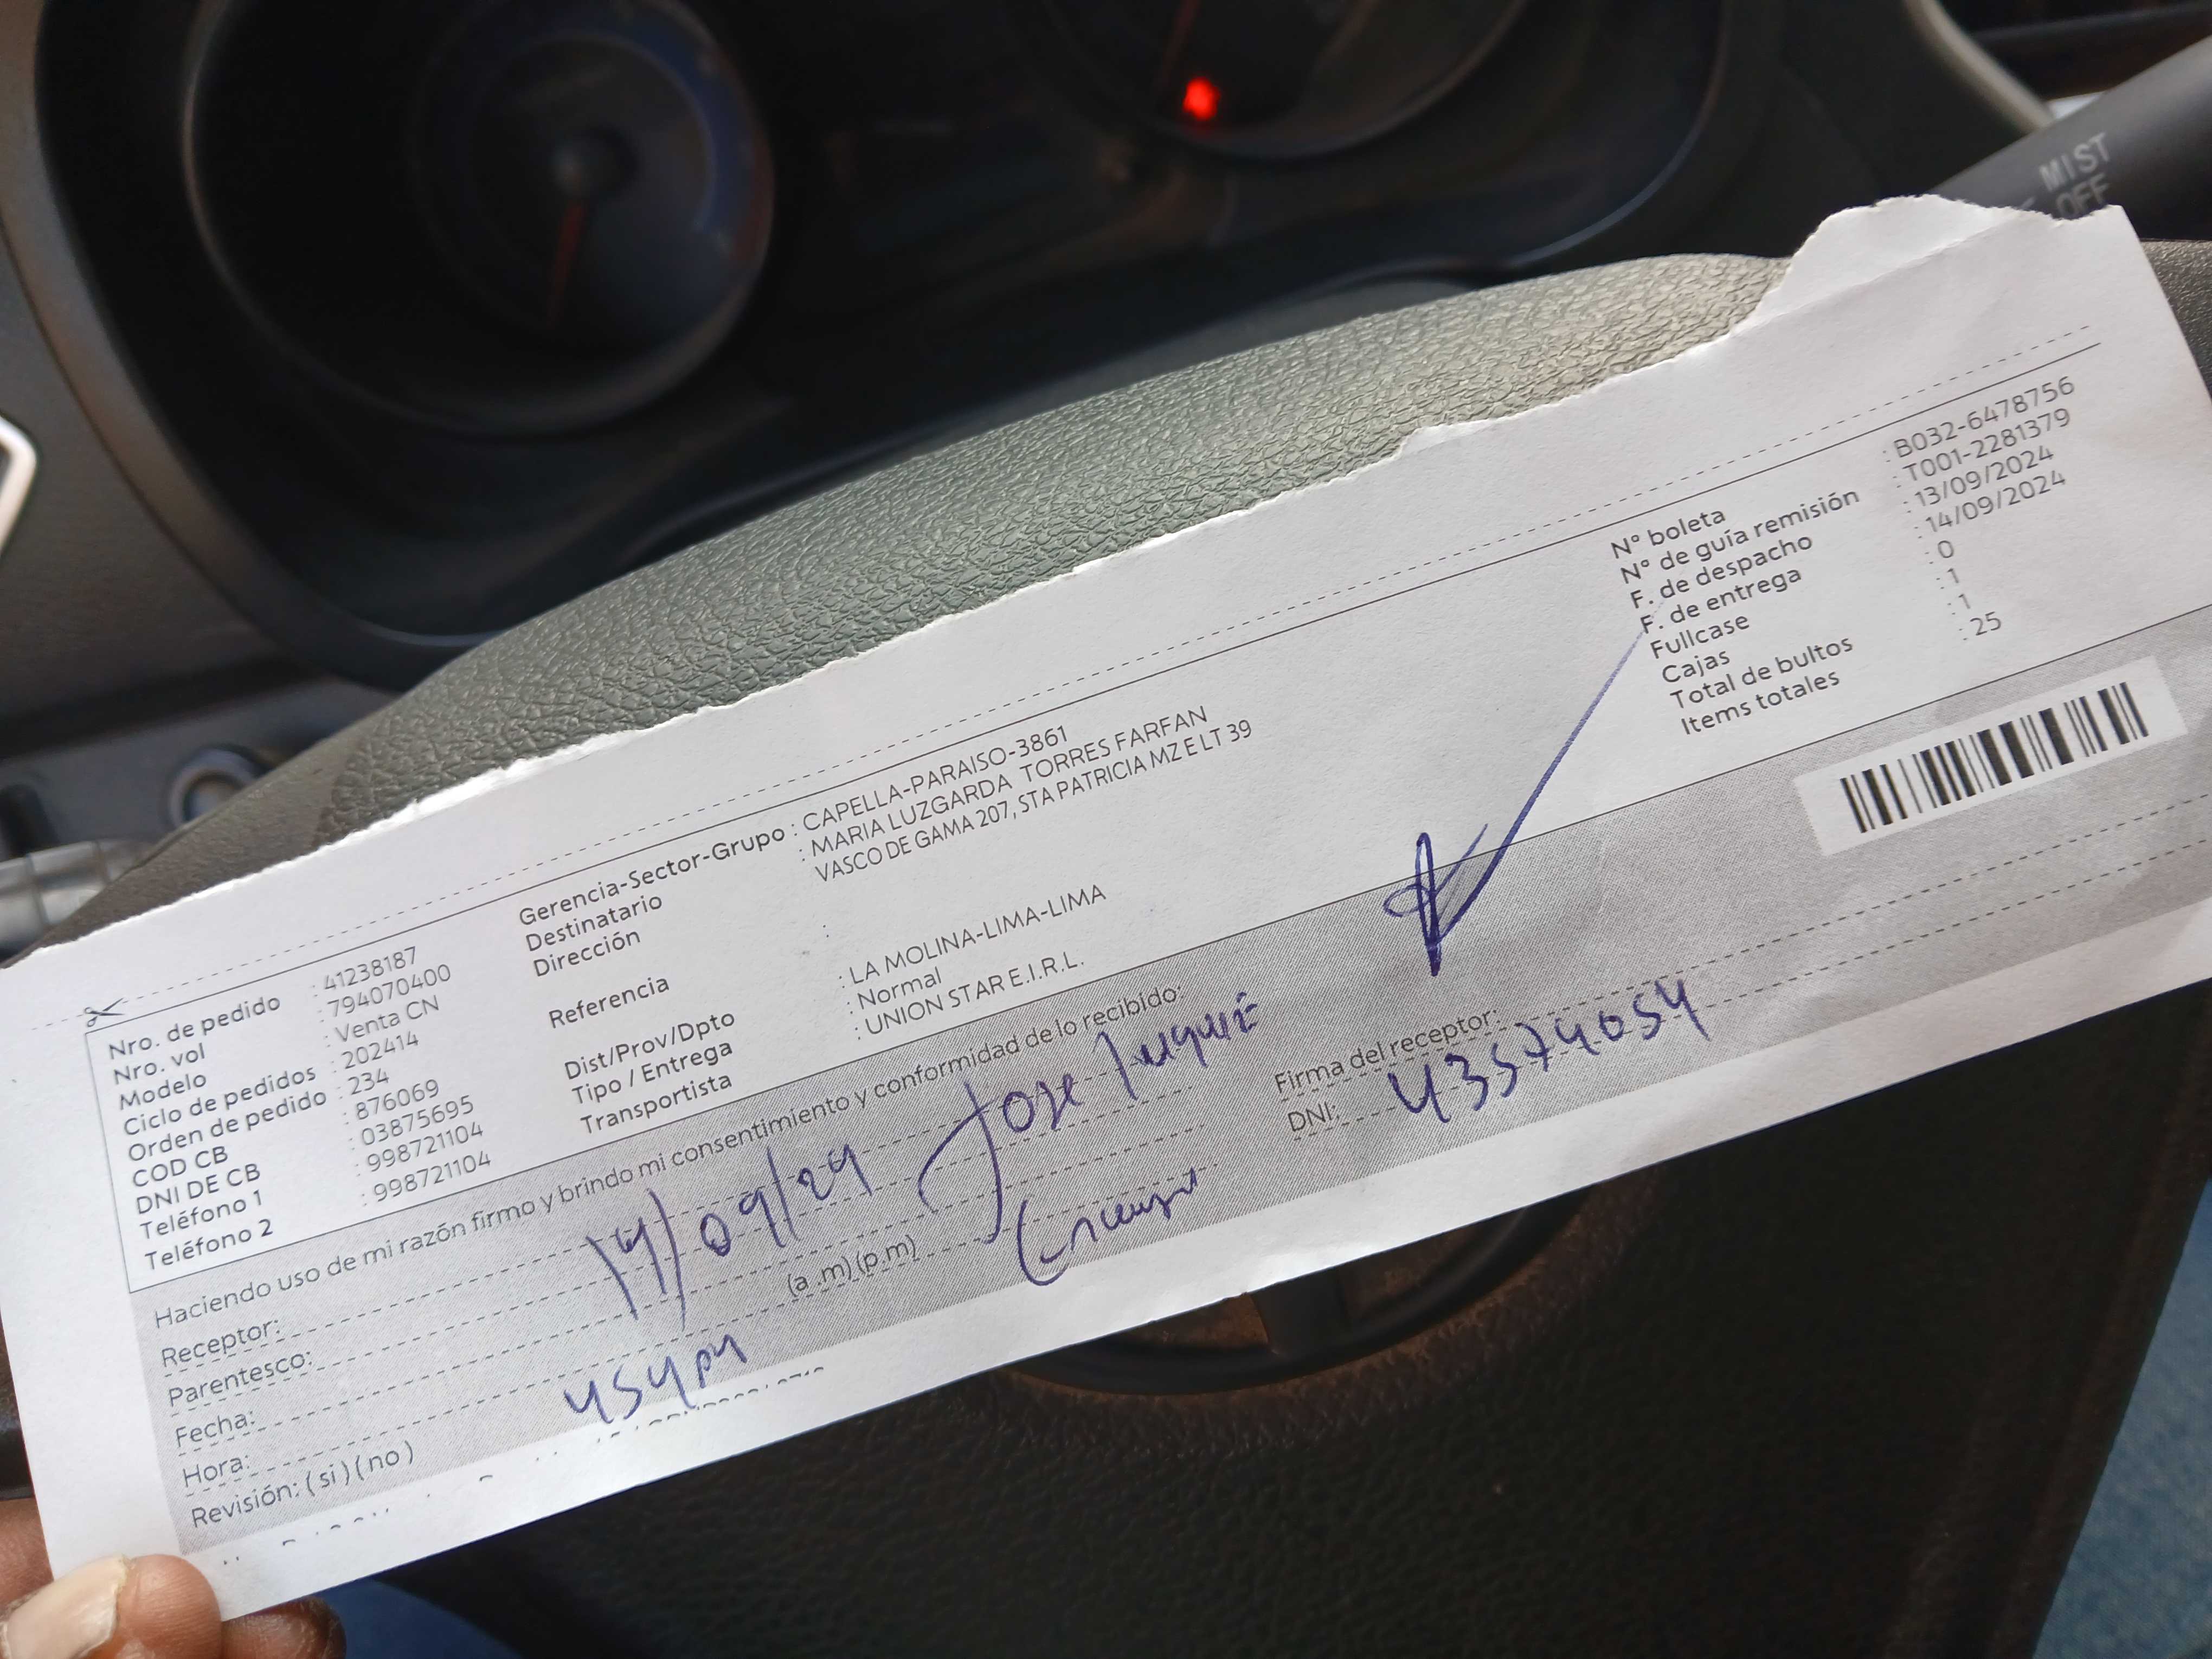 MIST
OFF
Nro. de pedido : 41238187
Nro. vol : 794070400
Modelo : Venta CN
Ciclo de pedidos : 202414
Orden de pedido : 234
COD CB : 876069
DNI DE CB : 03875695
Teléfono 1 : 998721104
Teléfono 2 : 998721104
Gerencia-Sector-Grupo : CAPELLA-PARAISO-3861
Destinatario : MARIA LUZGARDA TORRES FARFAN
Dirección VASCO DE GAMA 207, STA PATRICIA MZ E LT 39
Referencia :
Dist/Prov/Dpto : LA MOLINA-LIMA-LIMA
Tipo / Entrega : Normal
Transportista : UNION STAR E.I.R.L.
N° boleta : B032-6478756
N° de guía remisión : T001-2281379
F. de despacho : 13/09/2024
F. de entrega : 14/09/2024
Fullcase : 0
Cajas : 1
Total de bultos : 1
Items totales : 25
Haciendo uso de mi razón firmo y brindo mi consentimiento y conformidad de lo recibido:
Receptor: Jose
Parentesco:
Fecha: 14/09/24
Hora: (a .m) (p.m)
Revisión: ( si ) ( no )
Firma del receptor:
DNI: 43574054